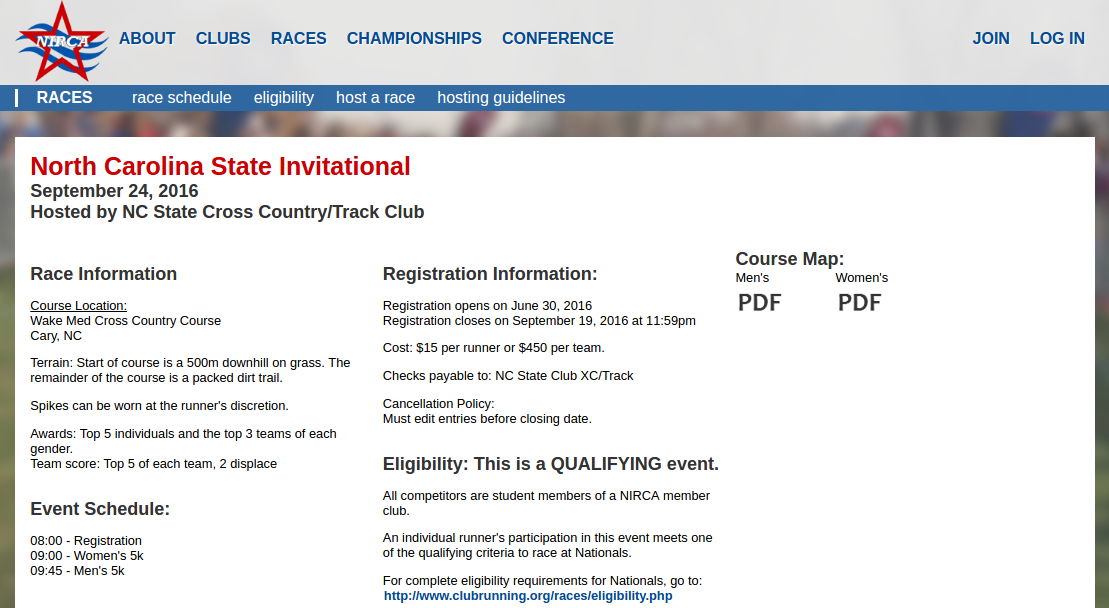 NIRCA
ABOUT CLUBS RACES CHAMPIONSHIPS CONFERENCE JOIN LOG IN
RACES race schedule eligibility host a race hosting guidelines
North Carolina State Invitational
September 24, 2016
Hosted by NC State Cross Country/Track Club
Race Information
Course Location:
Wake Med Cross Country Course
Cary, NC
Terrain: Start of course is a 500m downhill on grass. The
remainder of the course is a packed dirt trail.
Spikes can be worn at the runner's discretion.
Awards: Top 5 individuals and the top 3 teams of each
gender.
Team score: Top 5 of each team, 2 displace
Event Schedule:
08:00 - Registration
09:00 - Women's 5k
09:45 - Men's 5k
Registration Information:
Registration opens on June 30, 2016
Registration closes on September 19, 2016 at 11:59pm
Cost: $15 per runner or $450 per team.
Checks payable to: NC State Club XC/Track
Cancellation Policy:
Must edit entries before closing date.
Eligibility: This is a QUALIFYING event.
All competitors are student members of a NIRCA member
club.
An individual runner's participation in this event meets one
of the qualifying criteria to race at Nationals.
For complete eligibility requirements for Nationals, go to:
http://www.clubrunning.org/races/eligibility.php
Course Map:
Men's Women's
PDF PDF